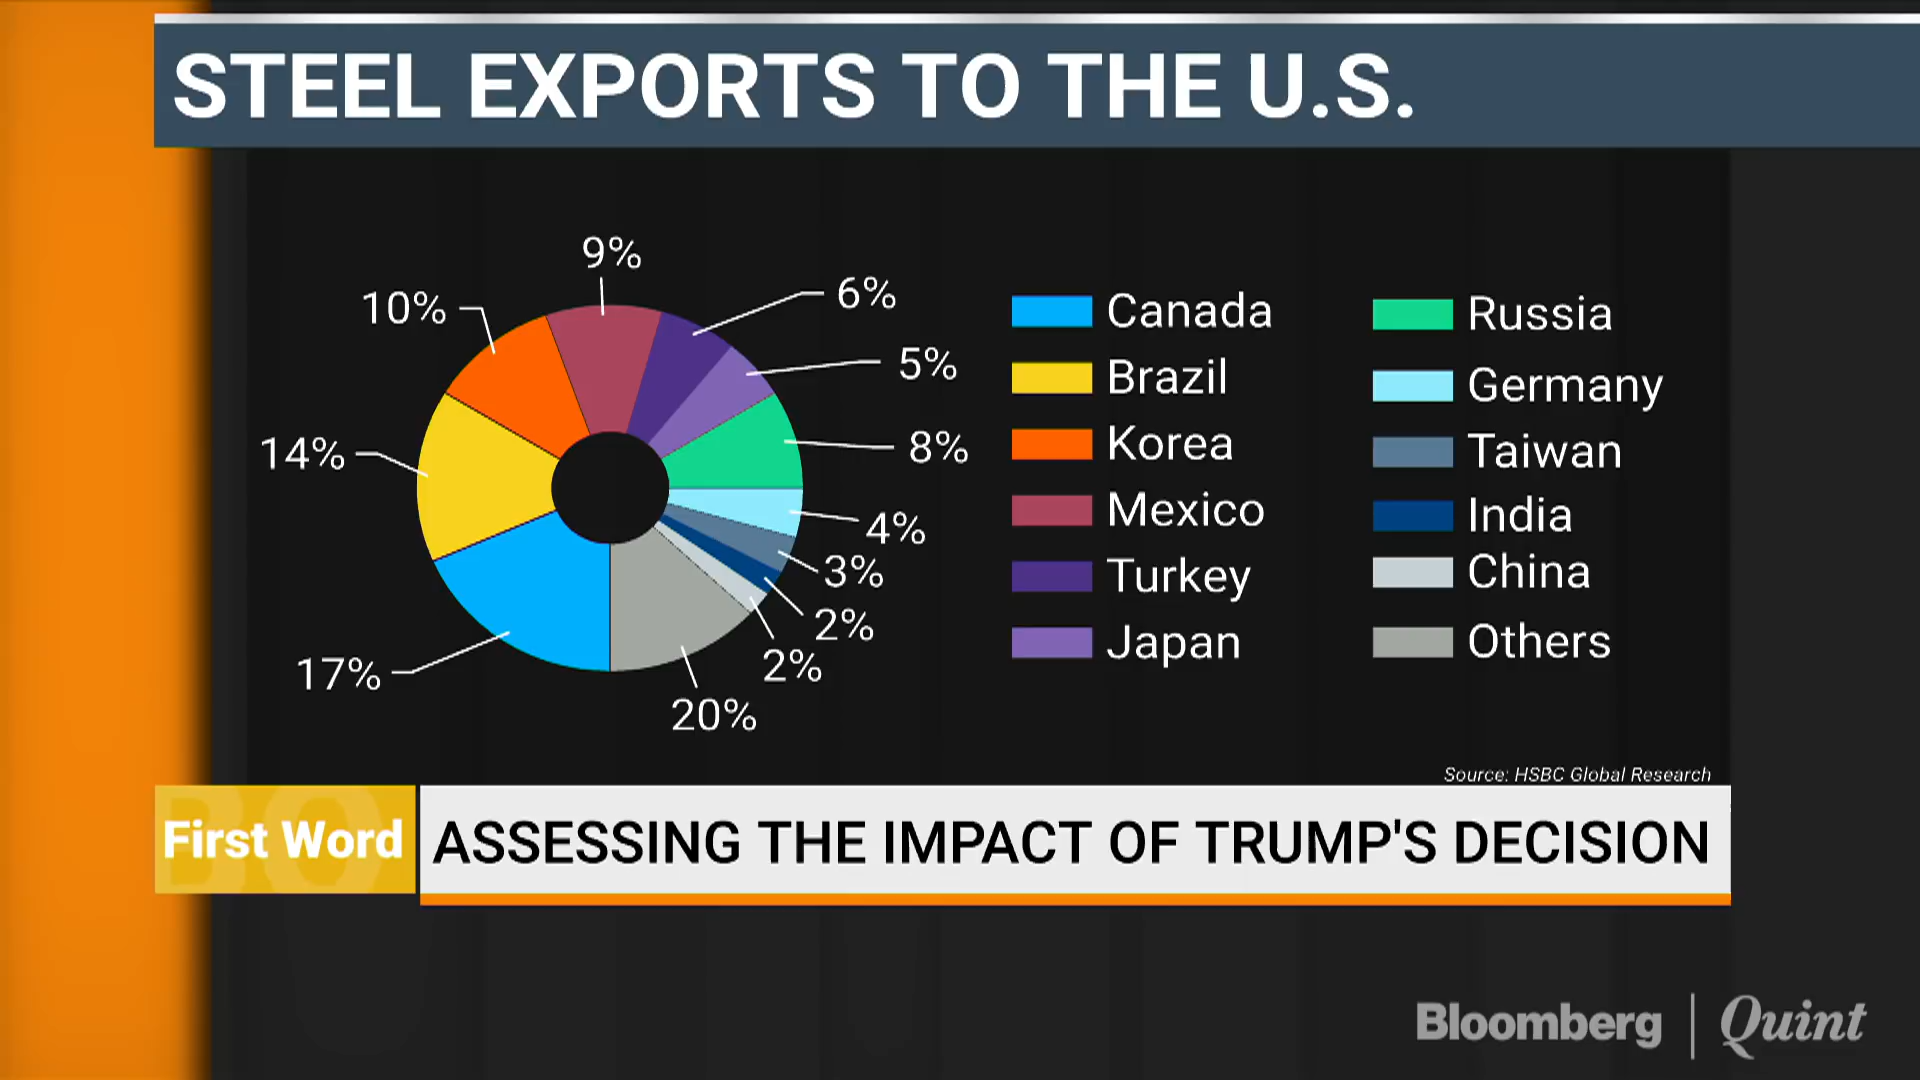 STEEL EXPORTS TO THE U.S.
9%
10%
6%
5%
14%
8%
4%
3%
2%
2%
17%
20%
Canada
Brazil
Korea
Mexico
Turkey
Japan
Russia
Germany
Taiwan
India
China
Others
Source: HSBC Global Research
First Word
ASSESSING THE IMPACT OF TRUMP'S DECISION
Bloomberg | Quint